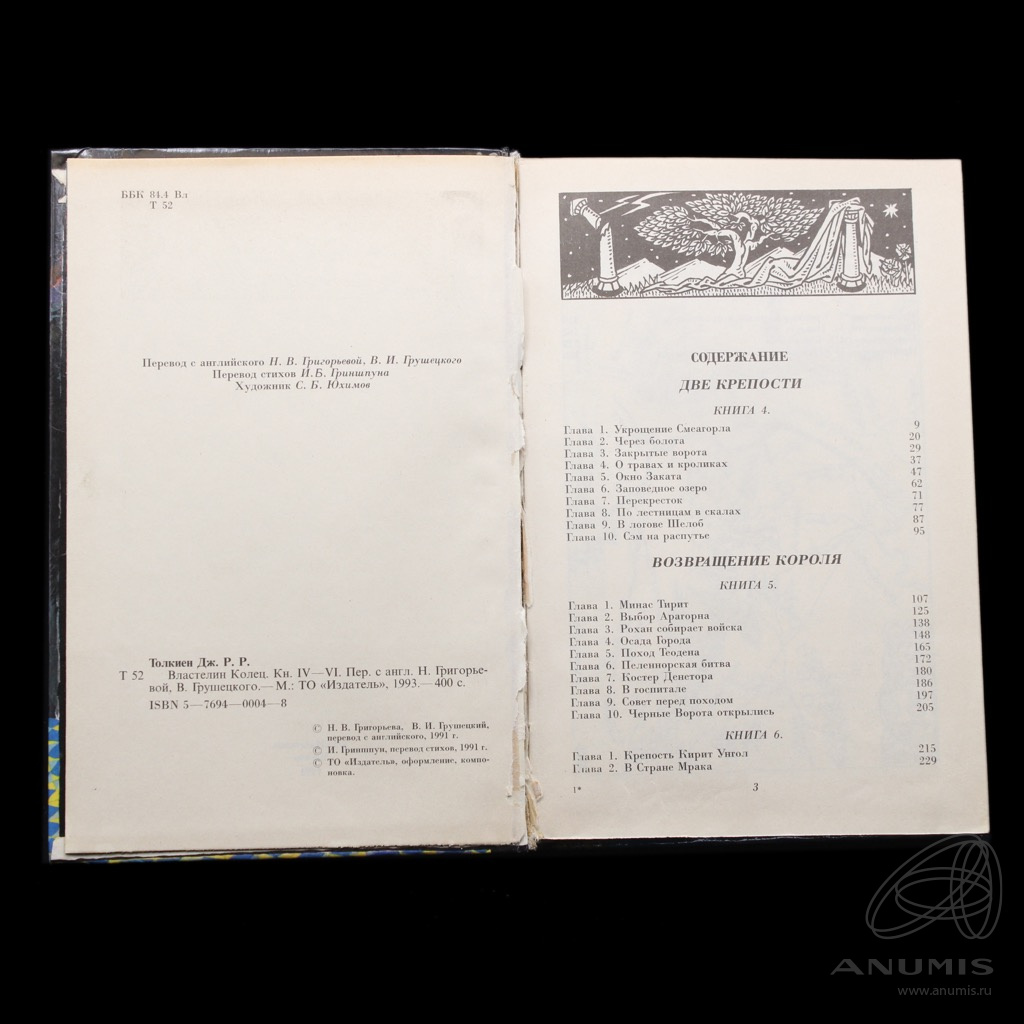 ББК 84.4 Вл
Т 52
Перевод с английского Н. В. Григорьевой, В. И. Грушецкого
Перевод стихов И.Б. Гриншпуна
Художник С. Б. Юхимов
Толкиен Дж. Р. Р.
Т 52 Властелин Колец. Кн. IV—VI. Пер. с англ. Н. Григорье-
вой, В. Грушецкого.— М.: ТО «Издатель», 1993.— 400 с.
ISBN 5—7694—0004—8
© Н. В. Григорьева, В. И. Грушецкий,
перевод с английского, 1991 г.
© И. Гриншпун, перевод стихов, 1991 г.
© ТО «Издатель», оформление, компо-
новка.
СОДЕРЖАНИЕ
ДВЕ КРЕПОСТИ
КНИГА 4.
Глава 1. Укрощение Смеагорла 9
Глава 2. Через болота 20
Глава 3. Закрытые ворота 29
Глава 4. О травах и кроликах 37
Глава 5. Окно Заката 47
Глава 6. Заповедное озеро 62
Глава 7. Перекресток 71
Глава 8. По лестницам в скалах 77
Глава 9. В логове Шелоб 87
Глава 10. Сэм на распутье 95
ВОЗВРАЩЕНИЕ КОРОЛЯ
КНИГА 5.
Глава 1. Минас Тирит 107
Глава 2. Выбор Арагорна 125
Глава 3. Рохан собирает войска 138
Глава 4. Осада Города 148
Глава 5. Поход Теодена 165
Глава 6. Пеленнорская битва 172
Глава 7. Костер Денетора 180
Глава 8. В госпитале 186
Глава 9. Совет перед походом 197
Глава 10. Черные Ворота открылись 205
КНИГА 6.
Глава 1. Крепость Кирит Унгол 215
Глава 2. В Стране Мрака 229
1* 3
ANUMIS
www.anumis.ru